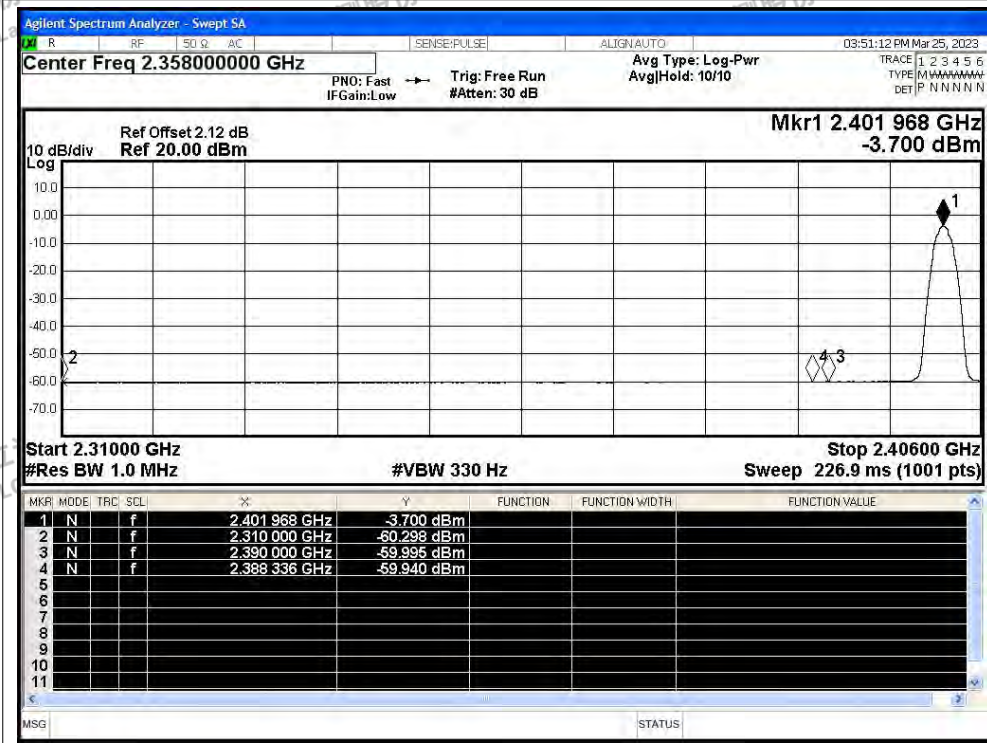 Agilent Spectrum Analyzer - Swept SA
LXI R RF 50 Ω AC SENSE:PULSE ALIGN AUTO 03:51:12 PM Mar 25, 2023
Center Freq 2.358000000 GHz
PNO: Fast
IFGain:Low
Trig: Free Run
#Atten: 30 dB
Avg Type: Log-Pwr
Avg|Hold: 10/10
TRACE 1 2 3 4 5 6
TYPE M WWWWW
DET P N N N N N
Mkr1 2.401 968 GHz
-3.700 dBm
Ref Offset 2.12 dB
10 dB/div Ref 20.00 dBm
Log
10.0
0.00
-10.0
-20.0
-30.0
-40.0
-50.0
-60.0
-70.0
1
2
4 3
Start 2.31000 GHz Stop 2.40600 GHz
#Res BW 1.0 MHz #VBW 330 Hz Sweep 226.9 ms (1001 pts)
MKR MODE TRC SCL X Y FUNCTION FUNCTION WIDTH FUNCTION VALUE
1 N f 2.401 968 GHz -3.700 dBm
2 N f 2.310 000 GHz -60.298 dBm
3 N f 2.390 000 GHz -59.995 dBm
4 N f 2.388 336 GHz -59.940 dBm
5
6
7
8
9
10
11
MSG STATUS